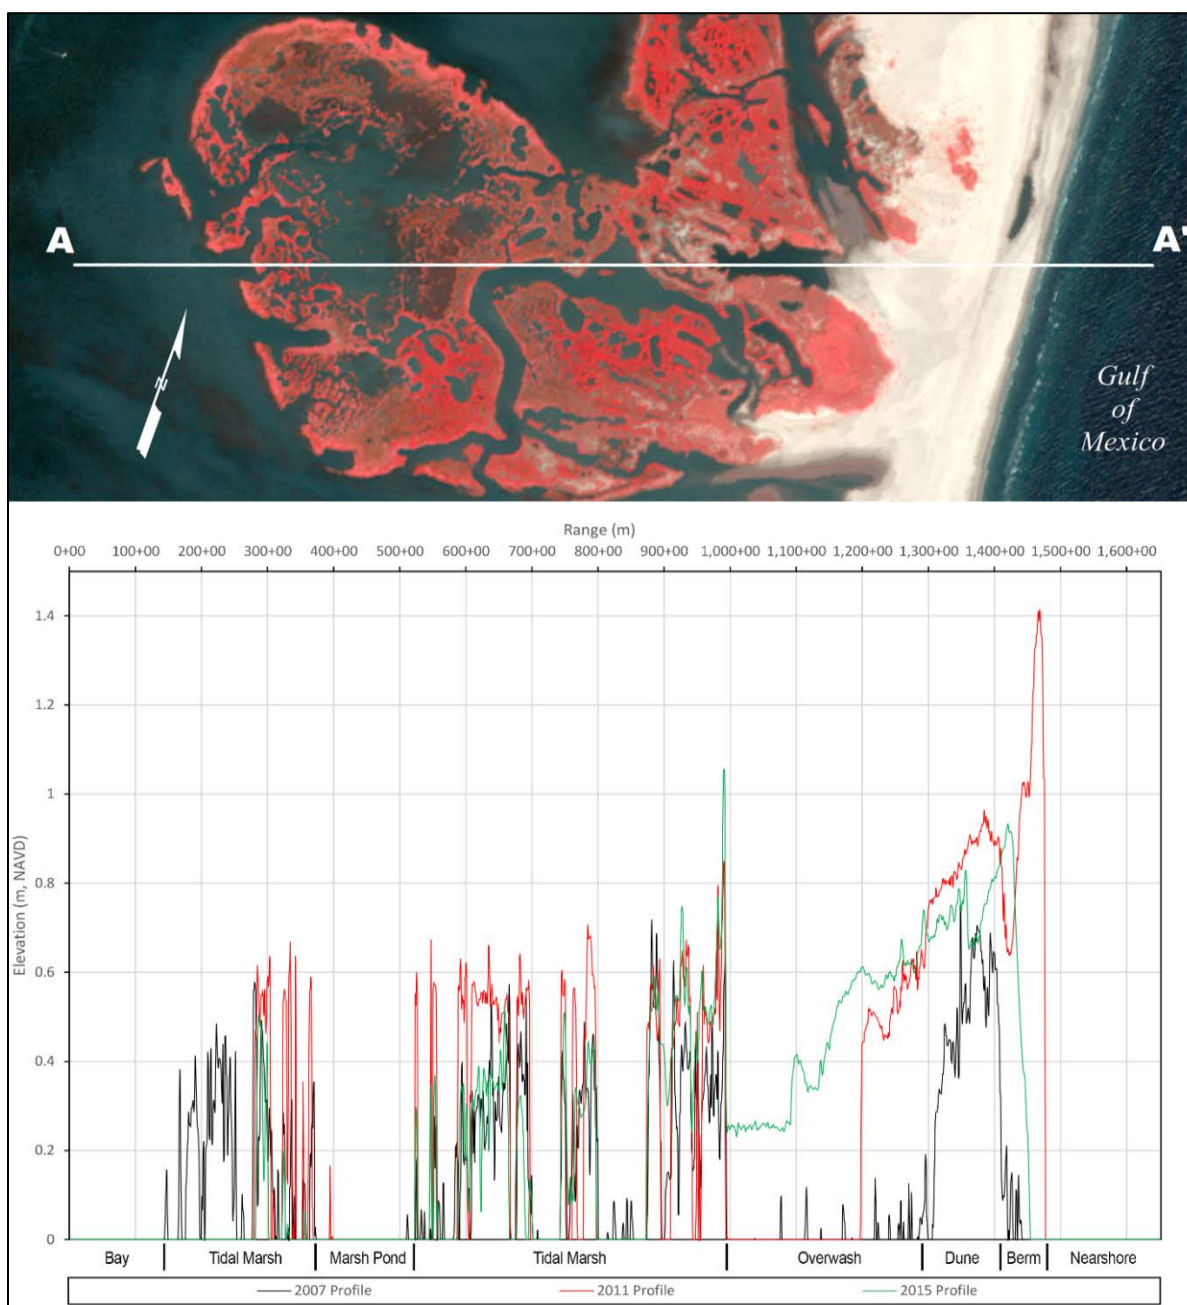 A
A'
N
Gulf
of
Mexico
Range (m)
0+00 100+00 200+00 300+00 400+00 500+00 600+00 700+00 800+00 900+00 1,000+00 1,100+00 1,200+00 1,300+00 1,400+00 1,500+00 1,600+00
1.4
1.2
1
0.8
0.6
0.4
0.2
0
Elevation (m, NAVD)
Bay Tidal Marsh Marsh Pond Tidal Marsh Overwash Dune Berm Nearshore
2007 Profile 2011 Profile 2015 Profile